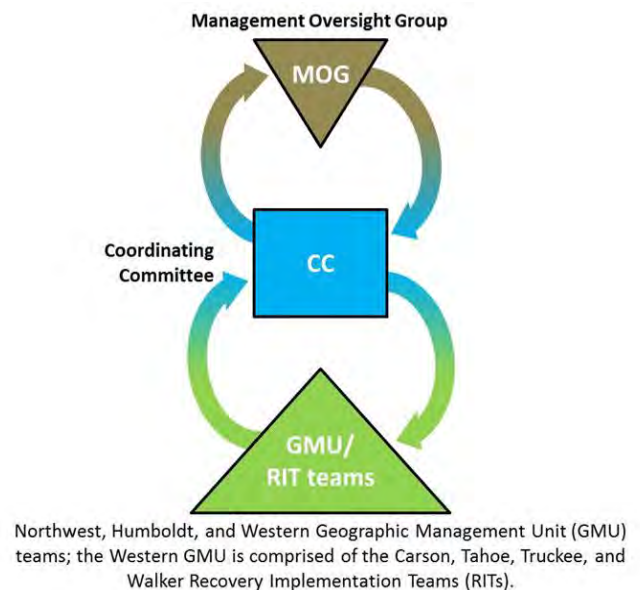 Management Oversight Group
MOG
Coordinating
Committee
CC
GMU/
RIT teams
Northwest, Humboldt, and Western Geographic Management Unit (GMU)
teams; the Western GMU is comprised of the Carson, Tahoe, Truckee, and
Walker Recovery Implementation Teams (RITs).